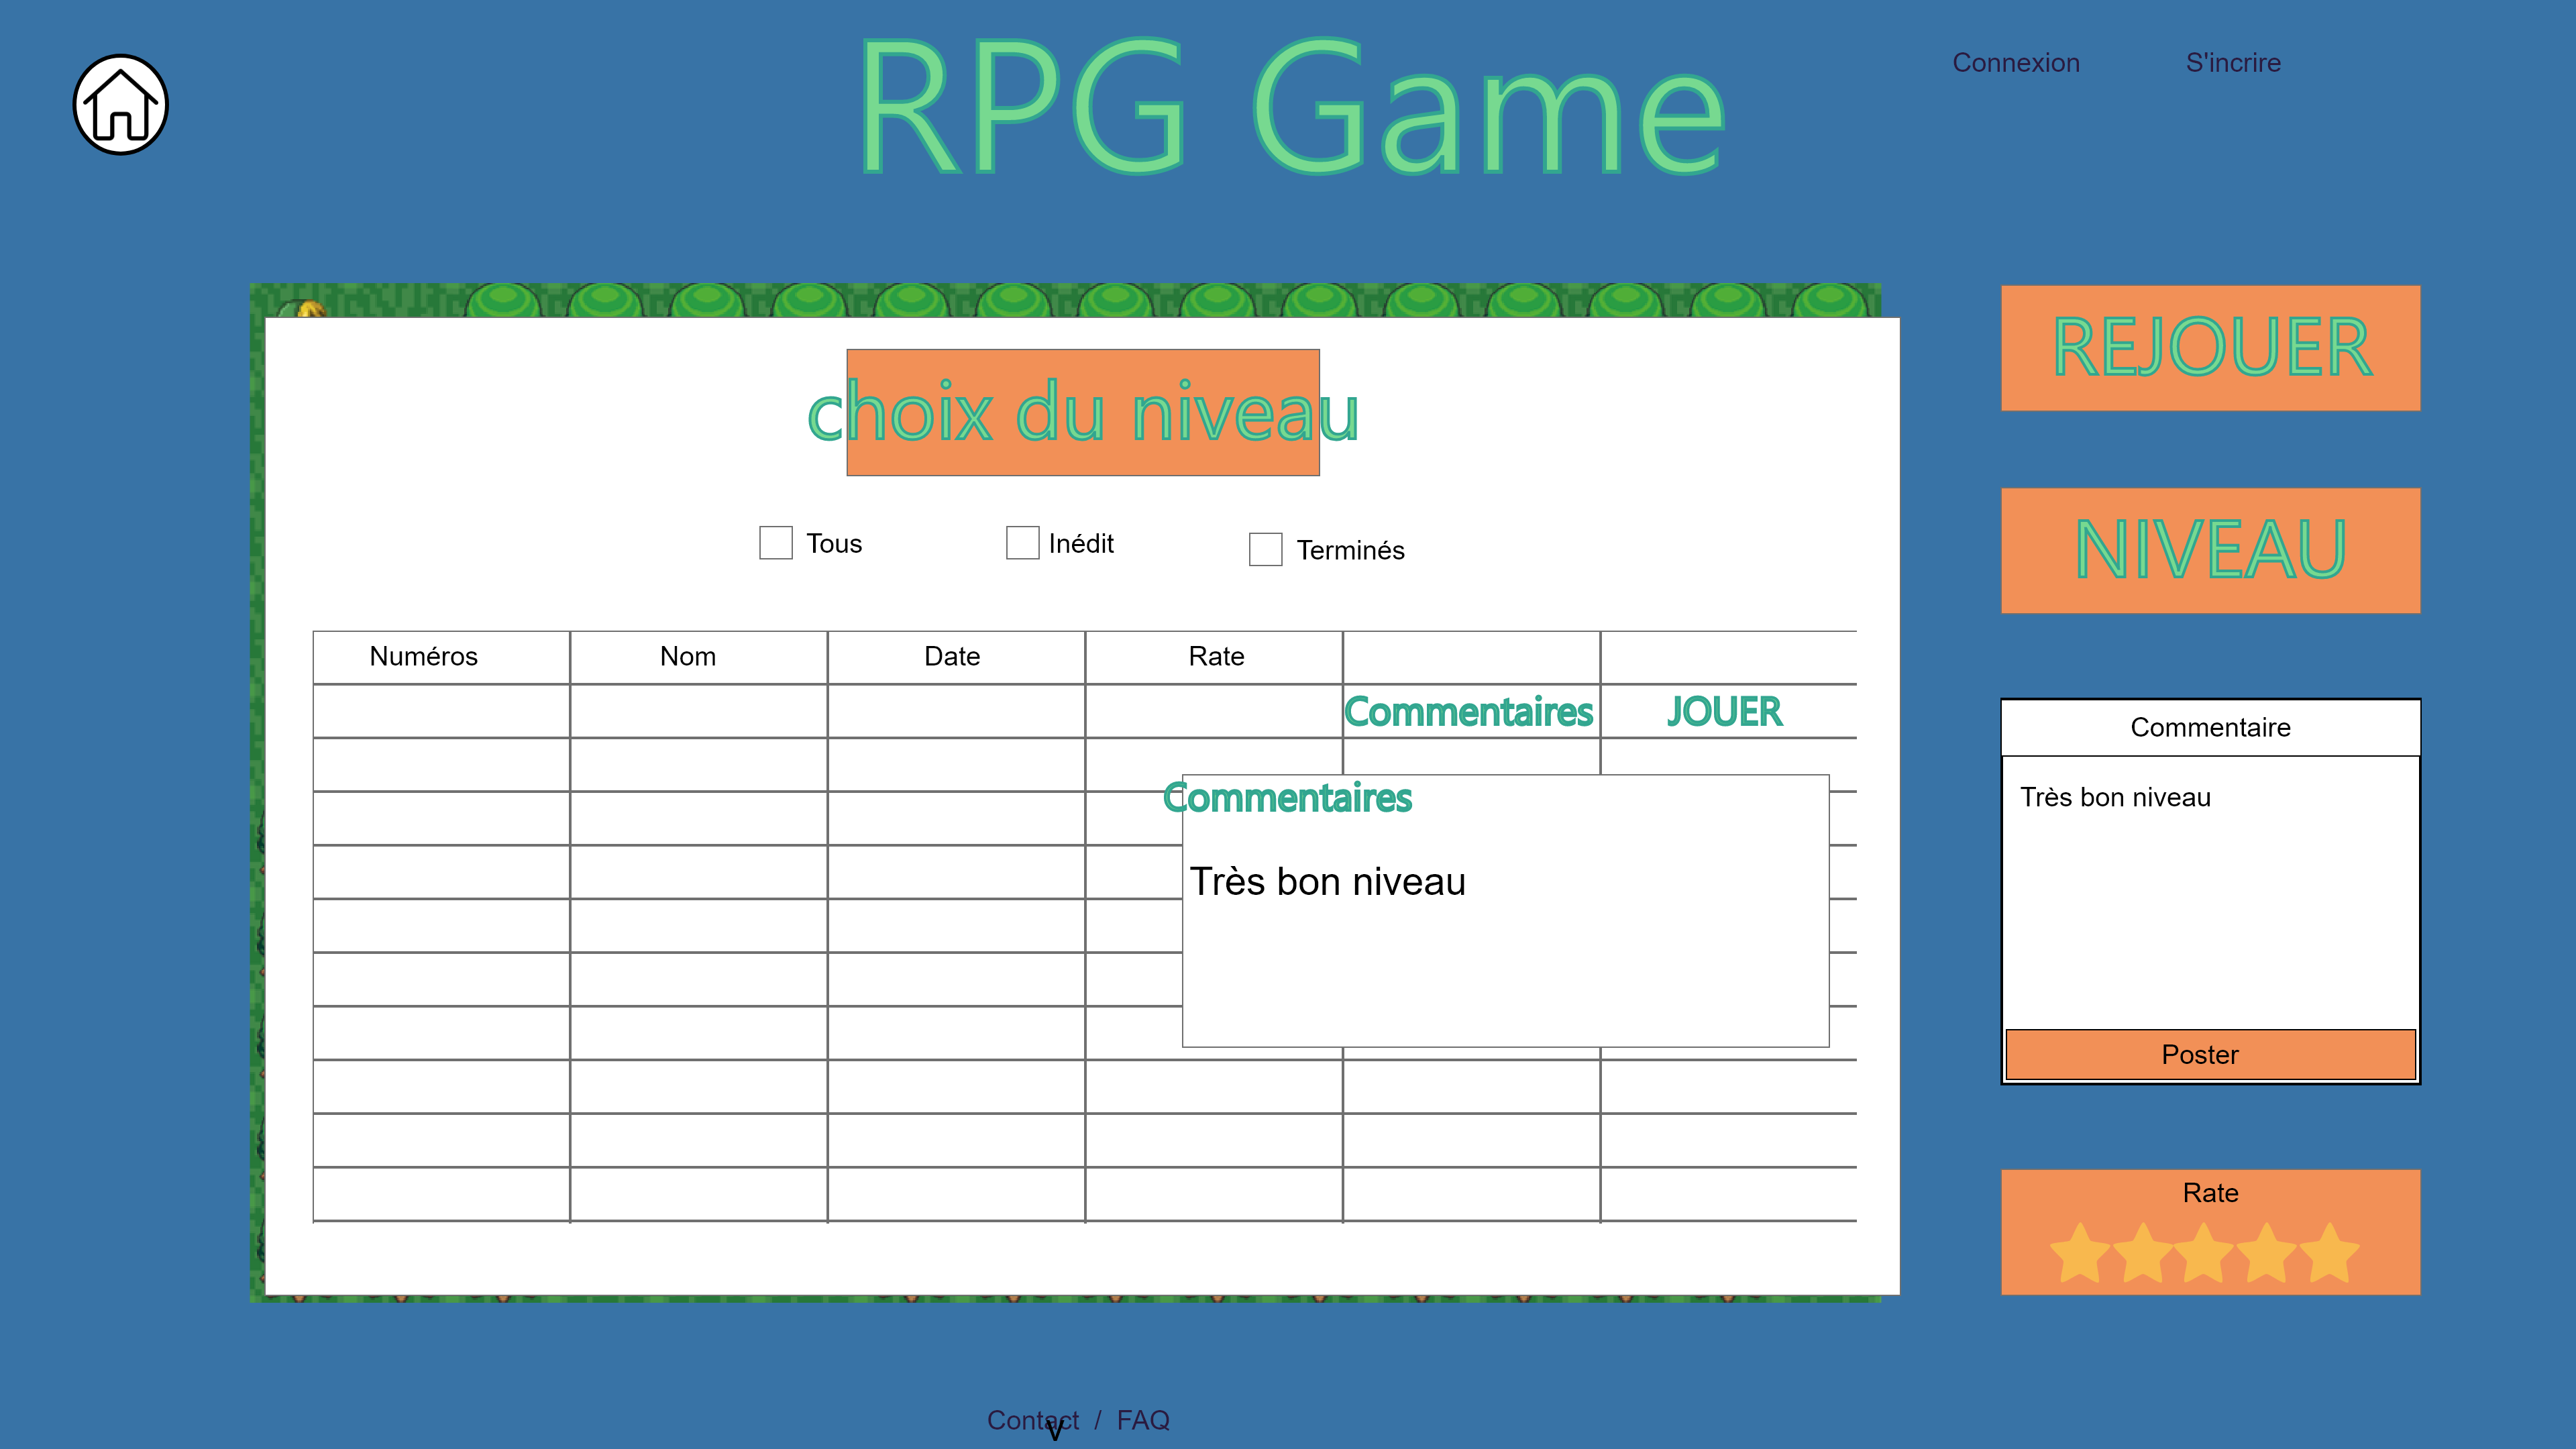 RPG Game
Connexion
S'incrire
choix du niveau
REJOUER
Tous
Inédit
Terminés
NIVEAU
Numéros
Nom
Date
Rate
Commentaires
JOUER
Commentaire
Commentaires
Très bon niveau
Très bon niveau
Poster
Rate
Contact / FAQ
v